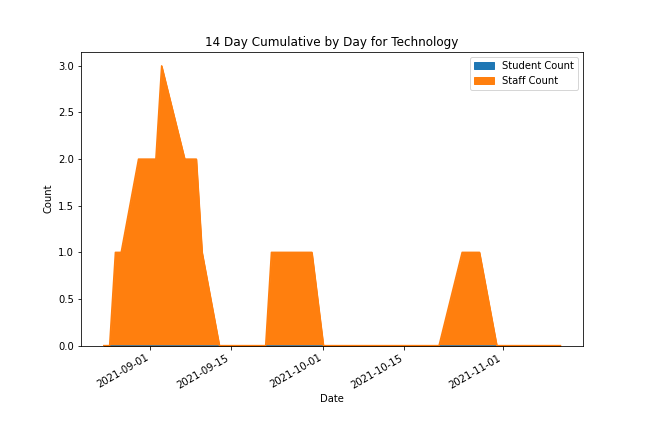 14 Day Cumulative by Day for Technology
Student Count
Staff Count
3.0
2.5
2.0
1.5
1.0
0.5
0.0
Count
2021-09-01
2021-09-15
2021-10-01
2021-10-15
2021-11-01
Date